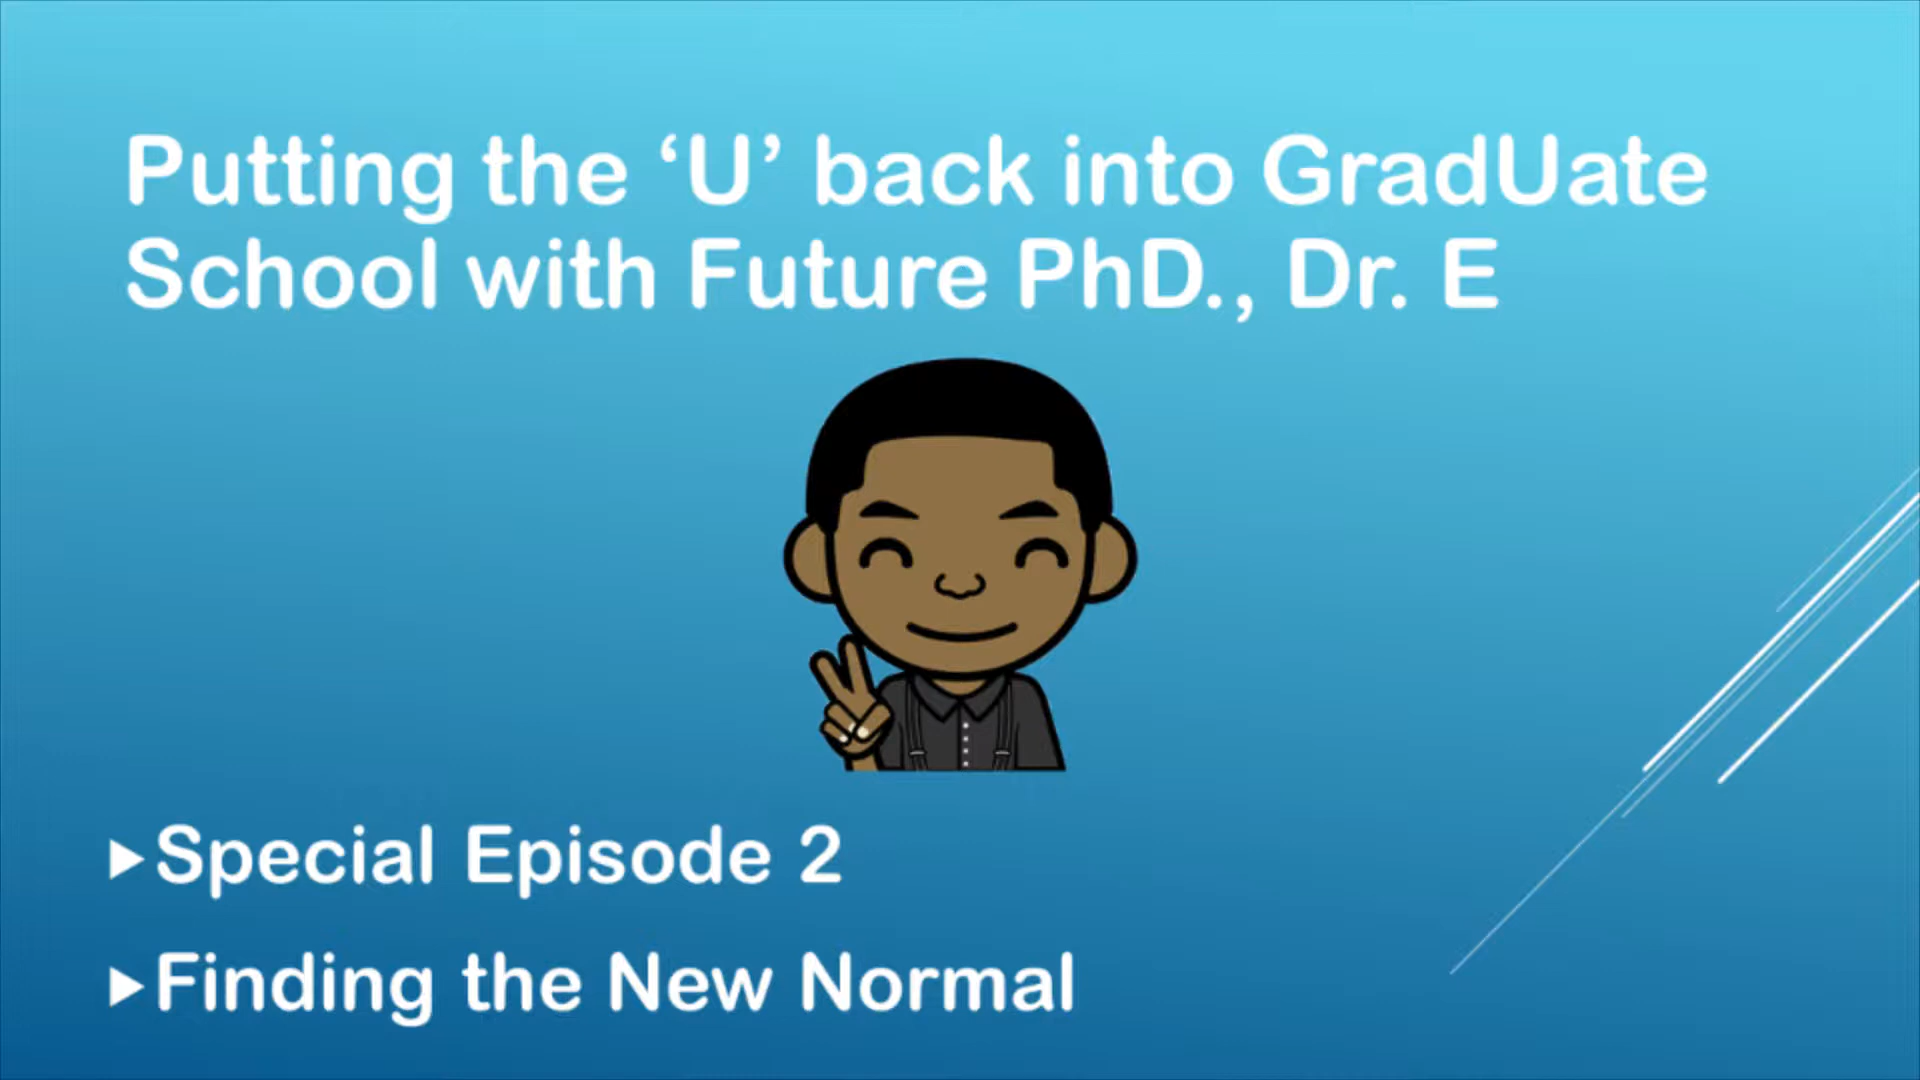 Putting the ‘U’ back into GradUate
School with Future PhD., Dr. E
Special Episode 2
Finding the New Normal